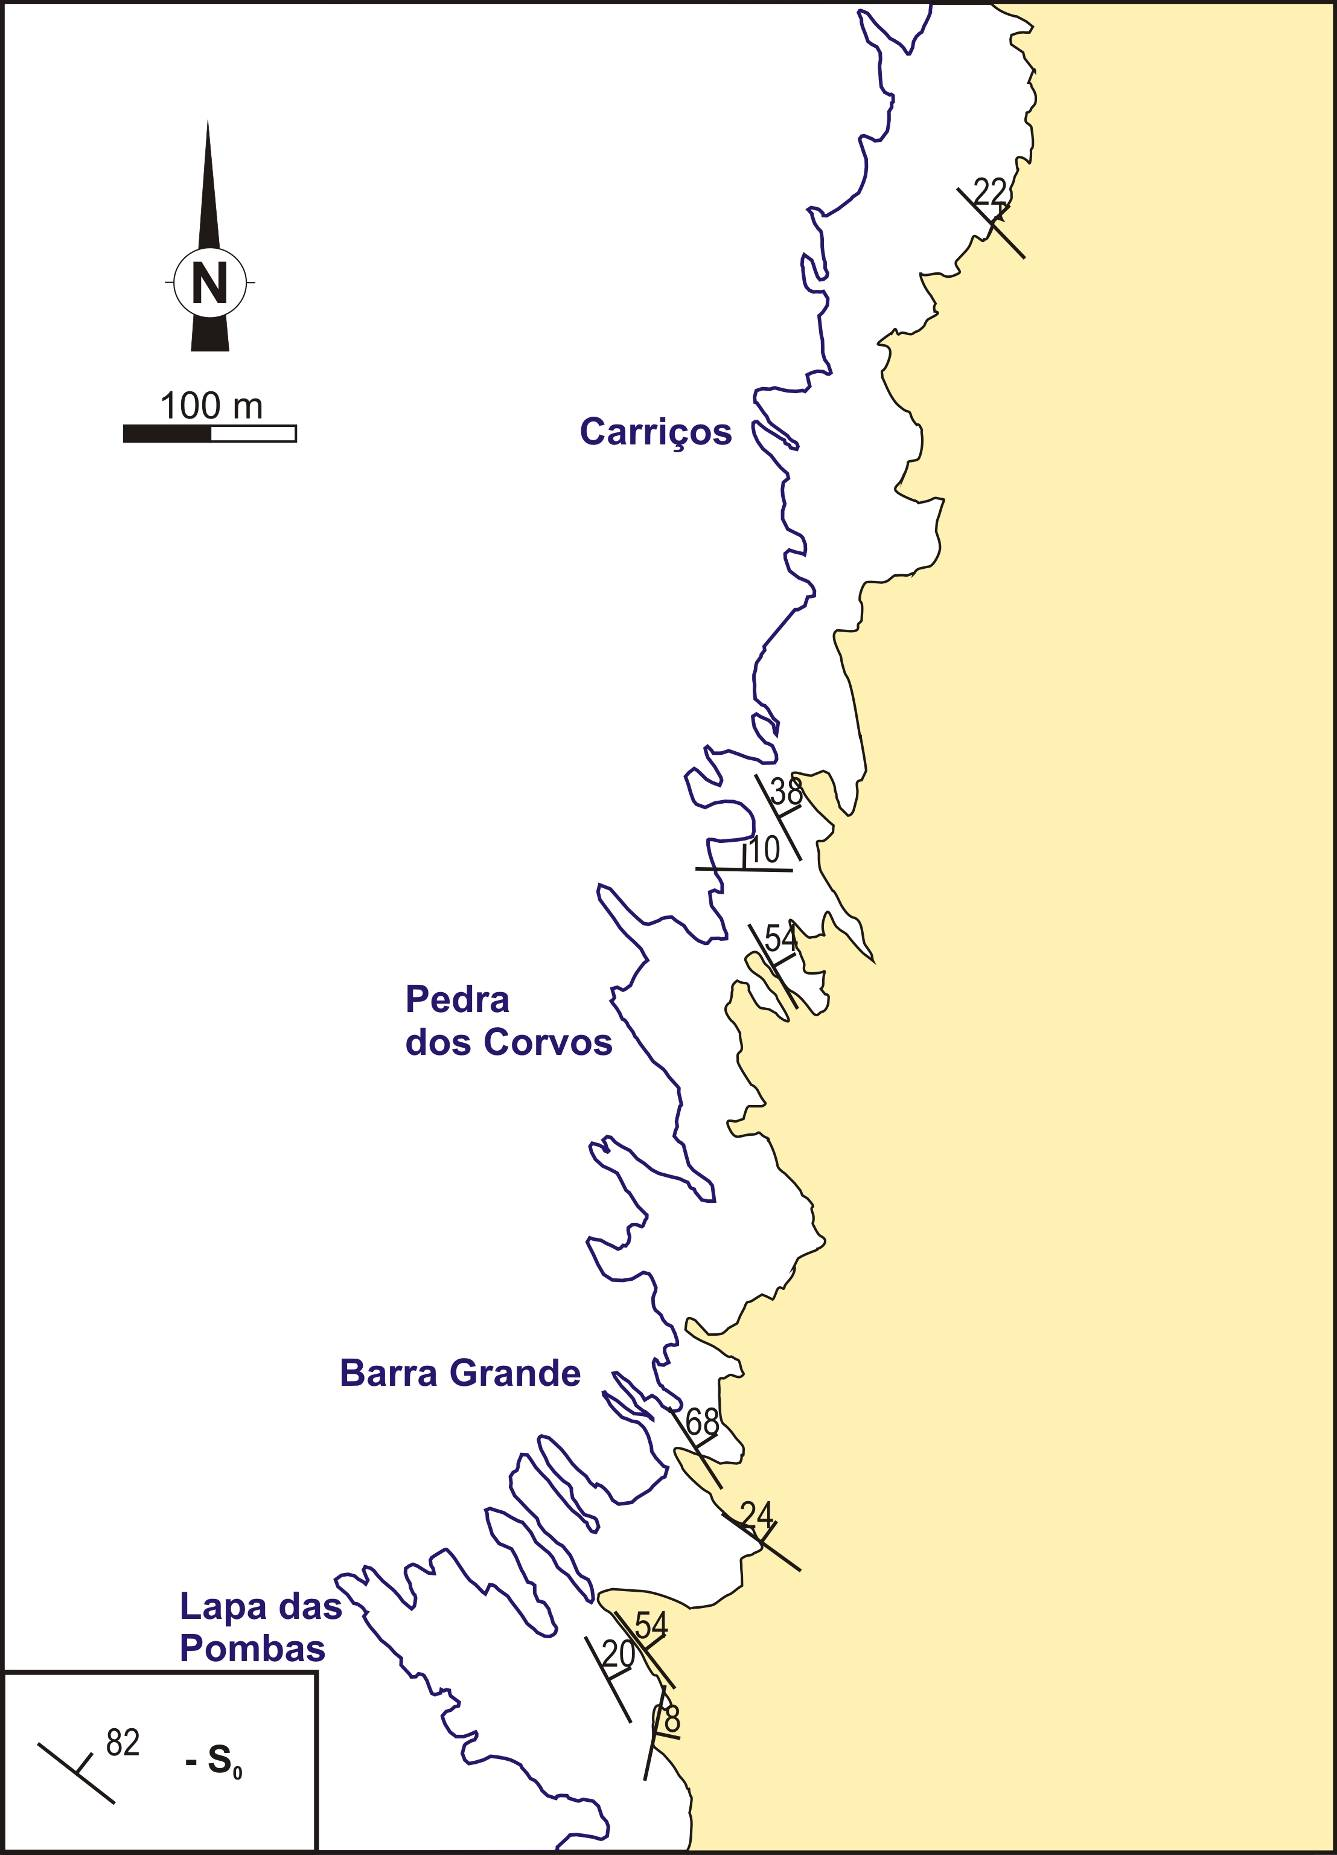 22
N
100 m
Carriços
38
10
54
Pedra
dos Corvos
Barra Grande
68
24
Lapa das
Pombas
54
20
8
82 - S₀